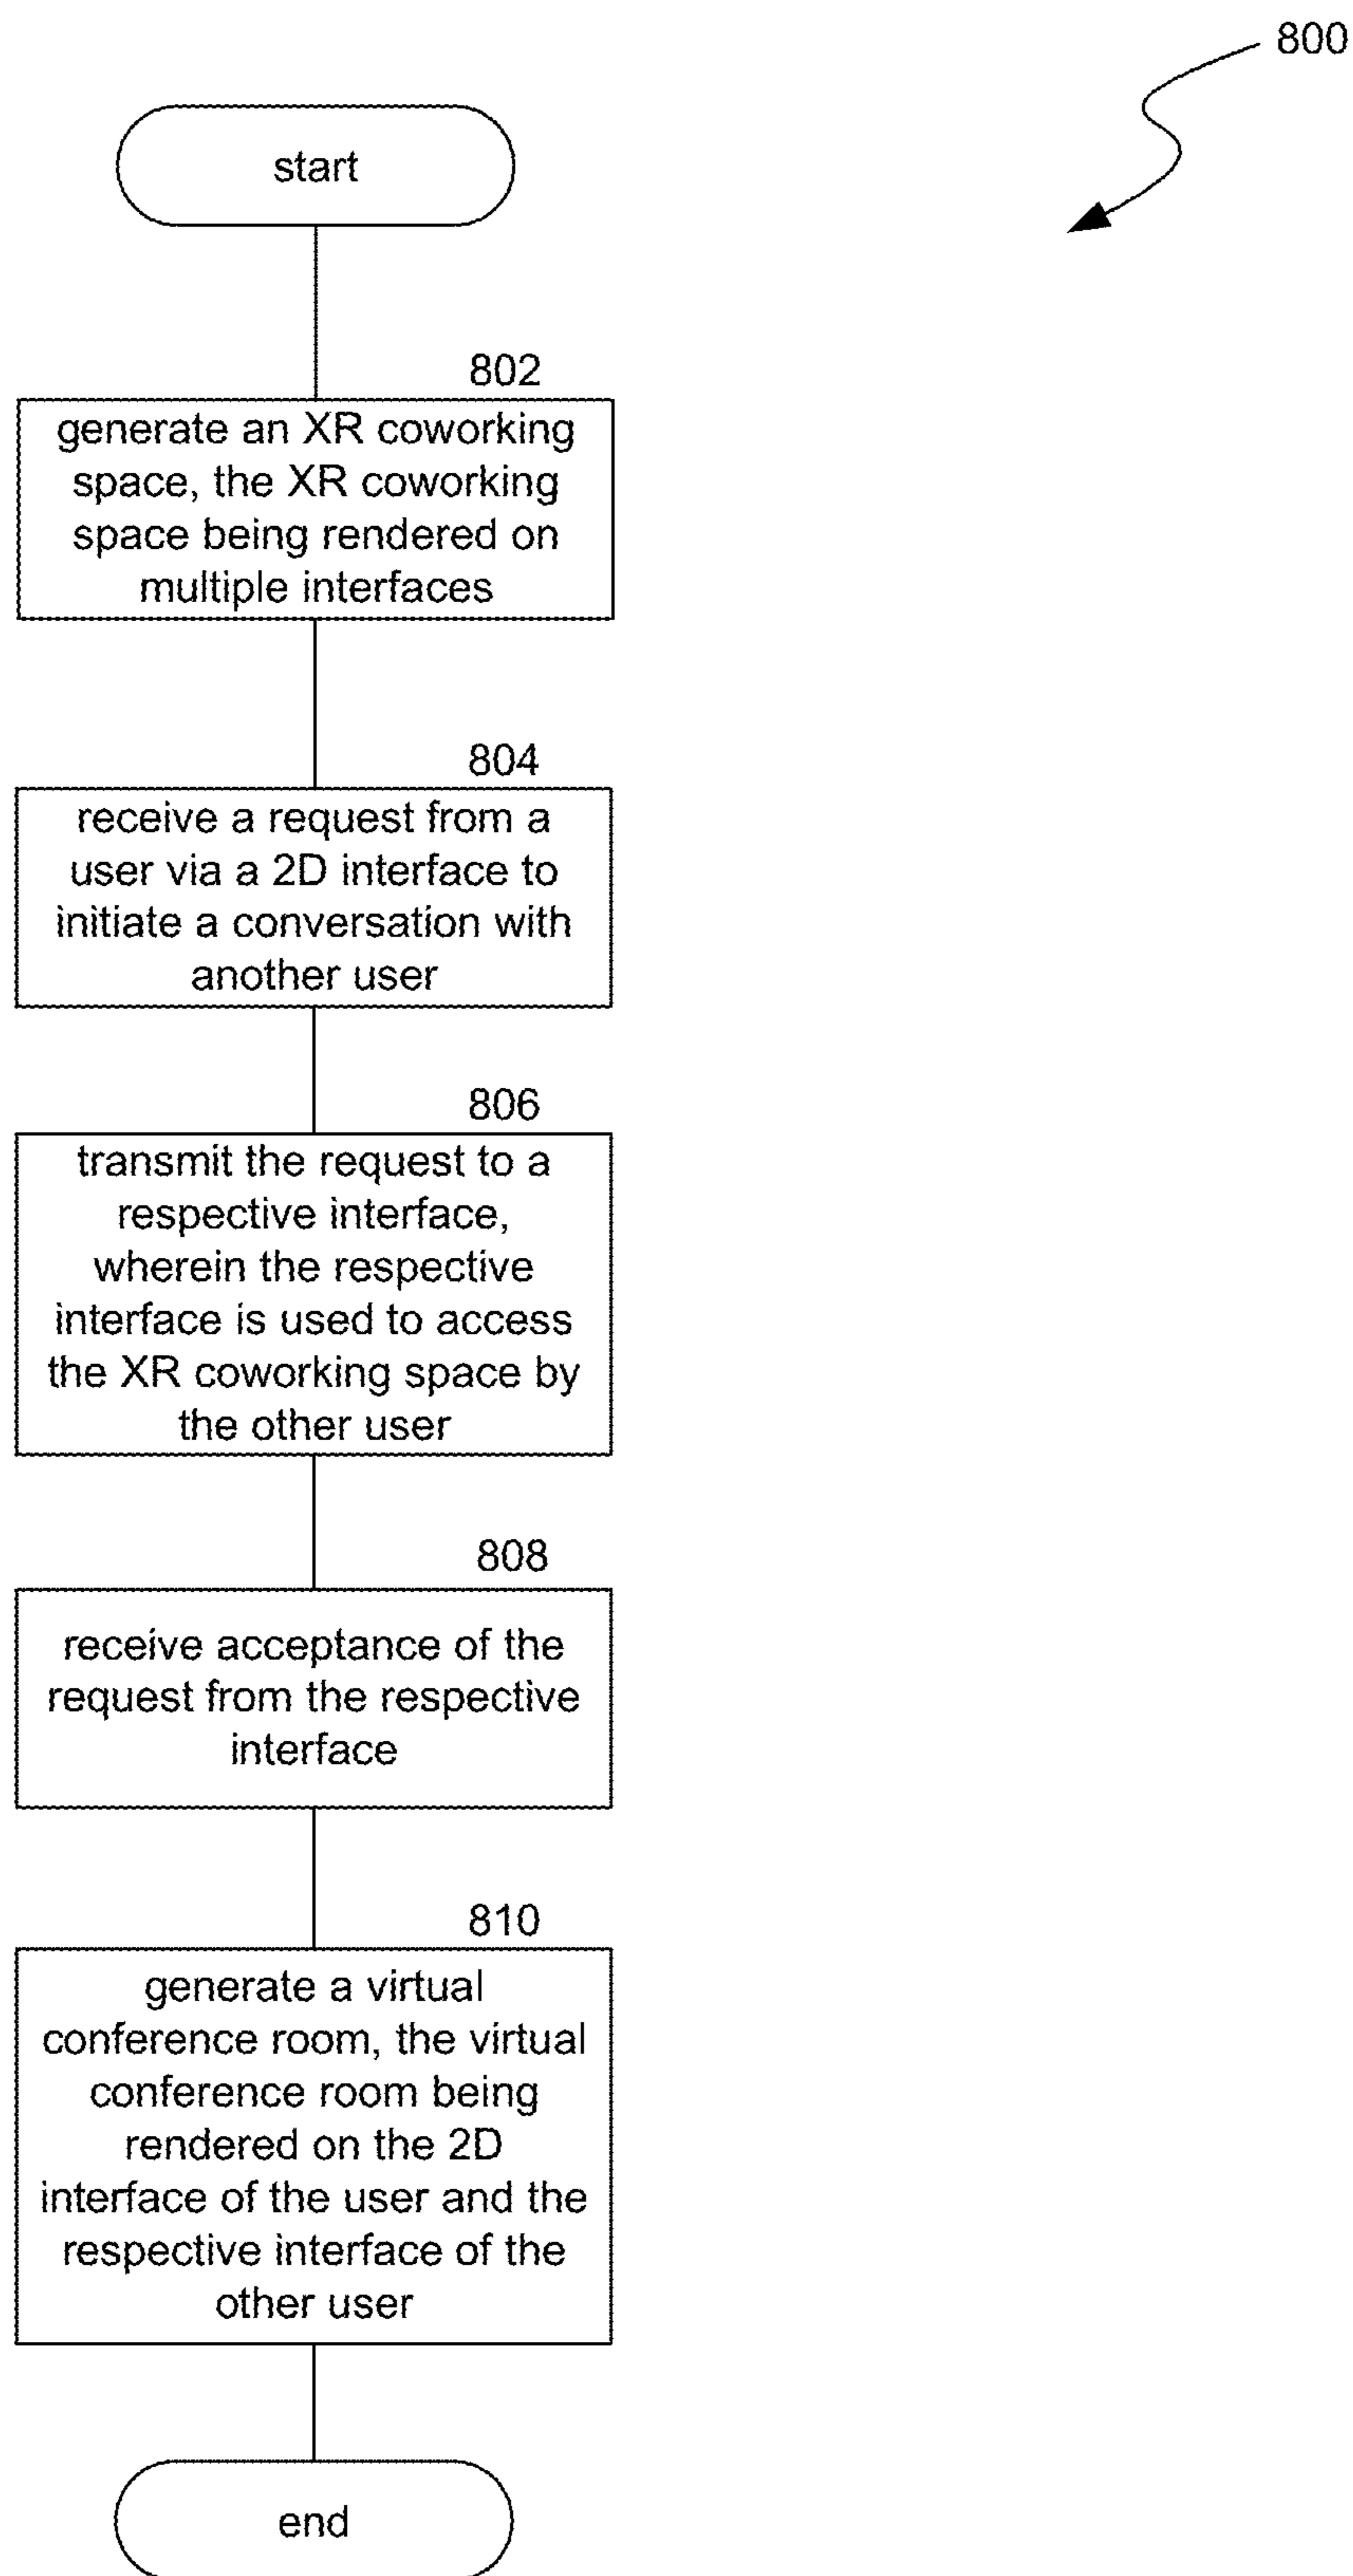 800
start
802
generate an XR coworking
space, the XR coworking
space being rendered on
multiple interfaces
804
receive a request from a
user via a 2D interface to
initiate a conversation with
another user
806
transmit the request to a
respective interface,
wherein the respective
interface is used to access
the XR coworking space by
the other user
808
receive acceptance of the
request from the respective
interface
810
generate a virtual
conference room, the virtual
conference room being
rendered on the 2D
interface of the user and the
respective interface of the
other user
end